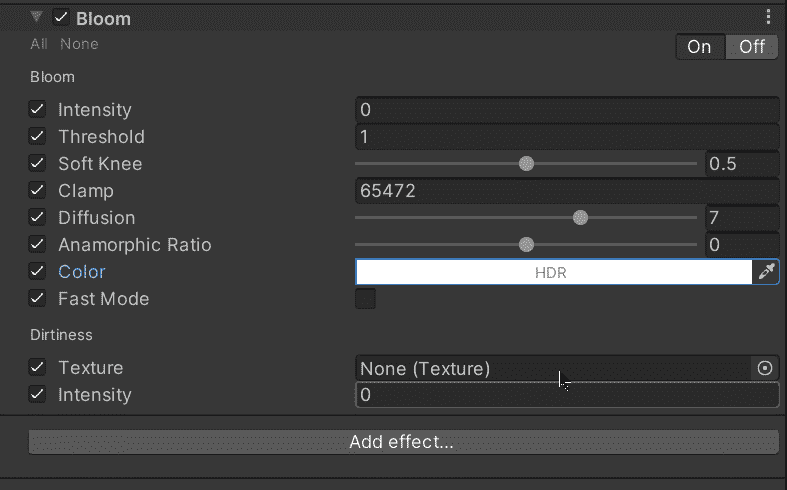 Bloom
All None
On Off
Bloom
Intensity 0
Threshold 1
Soft Knee 0.5
Clamp 65472
Diffusion 7
Anamorphic Ratio 0
Color HDR
Fast Mode
Dirtiness
Texture None (Texture)
Intensity 0
Add effect...